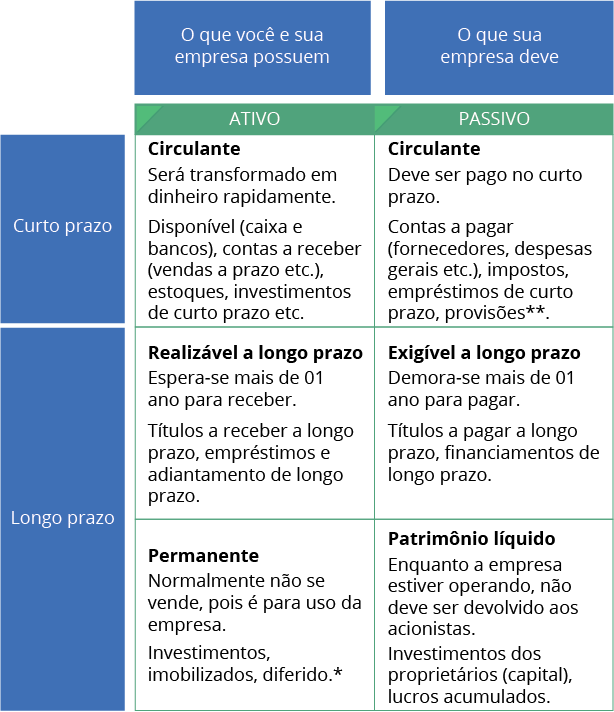 O que você e sua
empresa possuem
O que sua
empresa deve
ATIVO
PASSIVO
Curto prazo
Circulante
Será transformado em
dinheiro rapidamente.
Disponível (caixa e
bancos), contas a receber
(vendas a prazo etc.),
estoques, investimentos
de curto prazo etc.
Circulante
Deve ser pago no curto
prazo.
Contas a pagar
(fornecedores, despesas
gerais etc.), impostos,
empréstimos de curto
prazo, provisões**.
Longo prazo
Realizável a longo prazo
Espera-se mais de 01
ano para receber.
Títulos a receber a longo
prazo, empréstimos e
adiantamento de longo
prazo.
Exigível a longo prazo
Demora-se mais de 01
ano para pagar.
Títulos a pagar a longo
prazo, financiamentos de
longo prazo.
Permanente
Normalmente não se
vende, pois é para uso da
empresa.
Investimentos,
imobilizados, diferido.*
Patrimônio líquido
Enquanto a empresa
estiver operando, não
deve ser devolvido aos
acionistas.
Investimentos dos
proprietários (capital),
lucros acumulados.